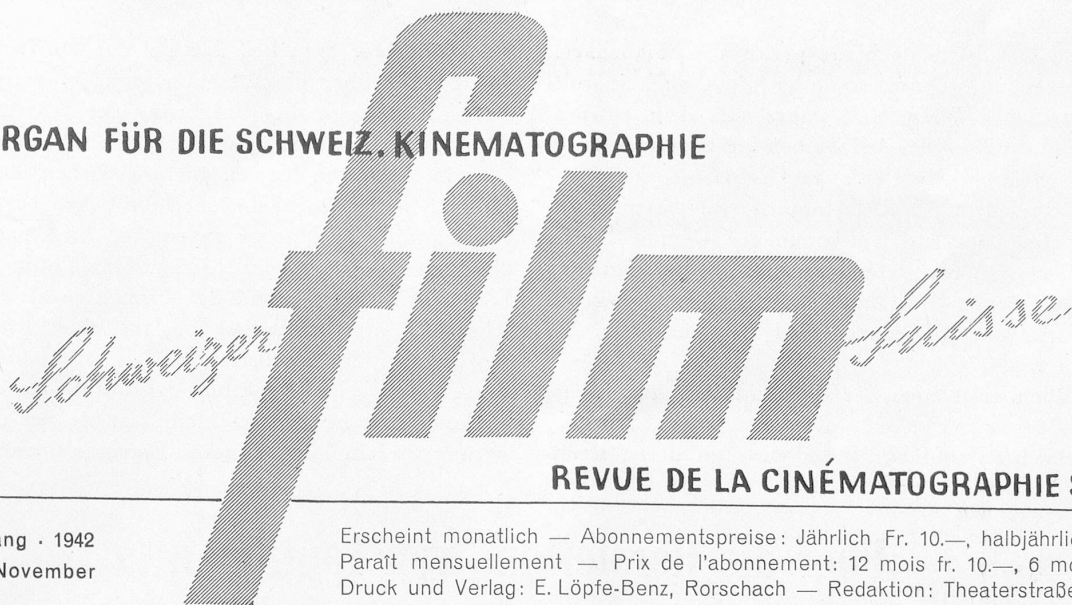 RGAN FÜR DIE SCHWEIZ. KINEMATOGRAPHIE
Schweizer film Suisse
REVUE DE LA CINÉMATOGRAPHIE
ang · 1942
November
Erscheint monatlich — Abonnementspreise: Jährlich Fr. 10.—, halbjährli
Paraît mensuellement — Prix de l'abonnement: 12 mois fr. 10.—, 6 mo
Druck und Verlag: E. Löpfe-Benz, Rorschach — Redaktion: Theaterstraße